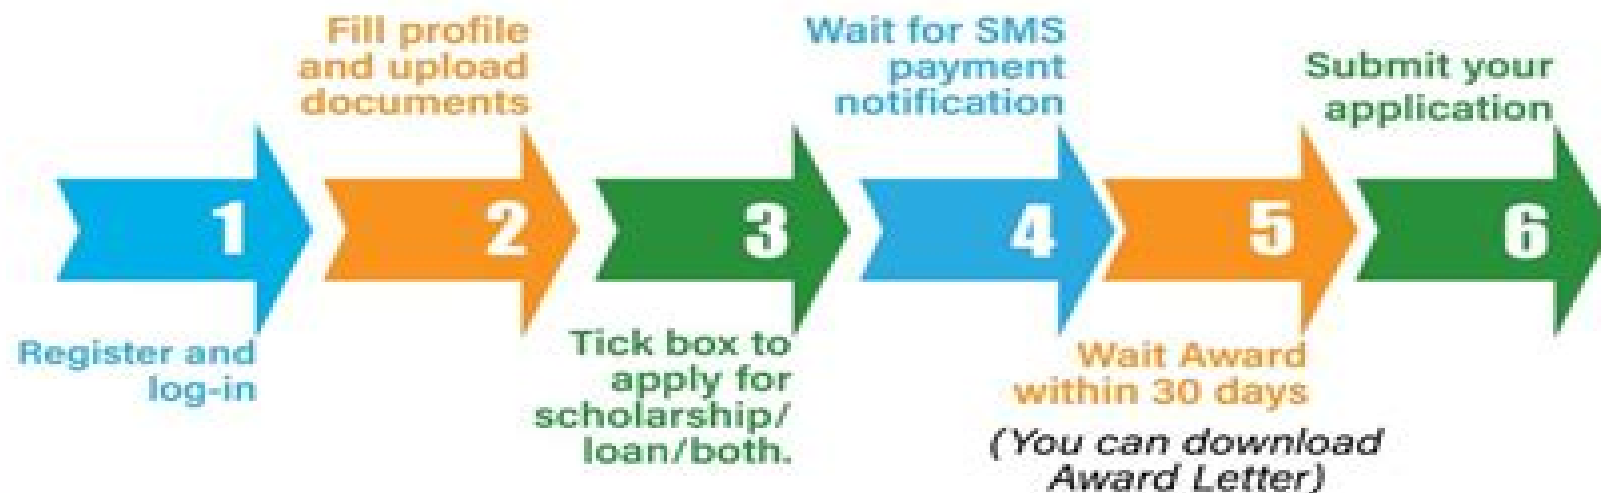 1
Register and
log-in
2
Fill profile
and upload
documents
3
Tick box to
apply for
scholarship/
loan/both.
4
Wait for SMS
payment
notification
5
Wait Award
within 30 days
(You can download
Award Letter)
6
Submit your
application